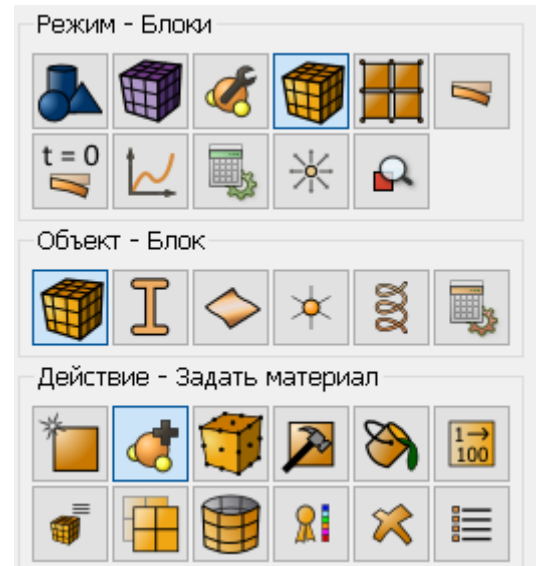 Режим - Блоки
t = 0
Объект - Блок
Действие - Задать материал
1→
100